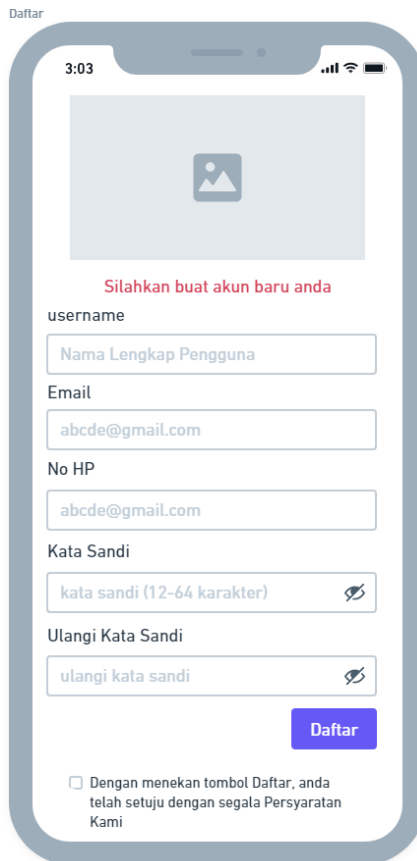 Daftar
3:03
Silahkan buat akun baru anda
username
Nama Lengkap Pengguna
Email
abcde@gmail.com
No HP
abcde@gmail.com
Kata Sandi
kata sandi (12-64 karakter)
Ulangi Kata Sandi
ulangi kata sandi
Daftar
Dengan menekan tombol Daftar, anda
telah setuju dengan segala Persyaratan
Kami